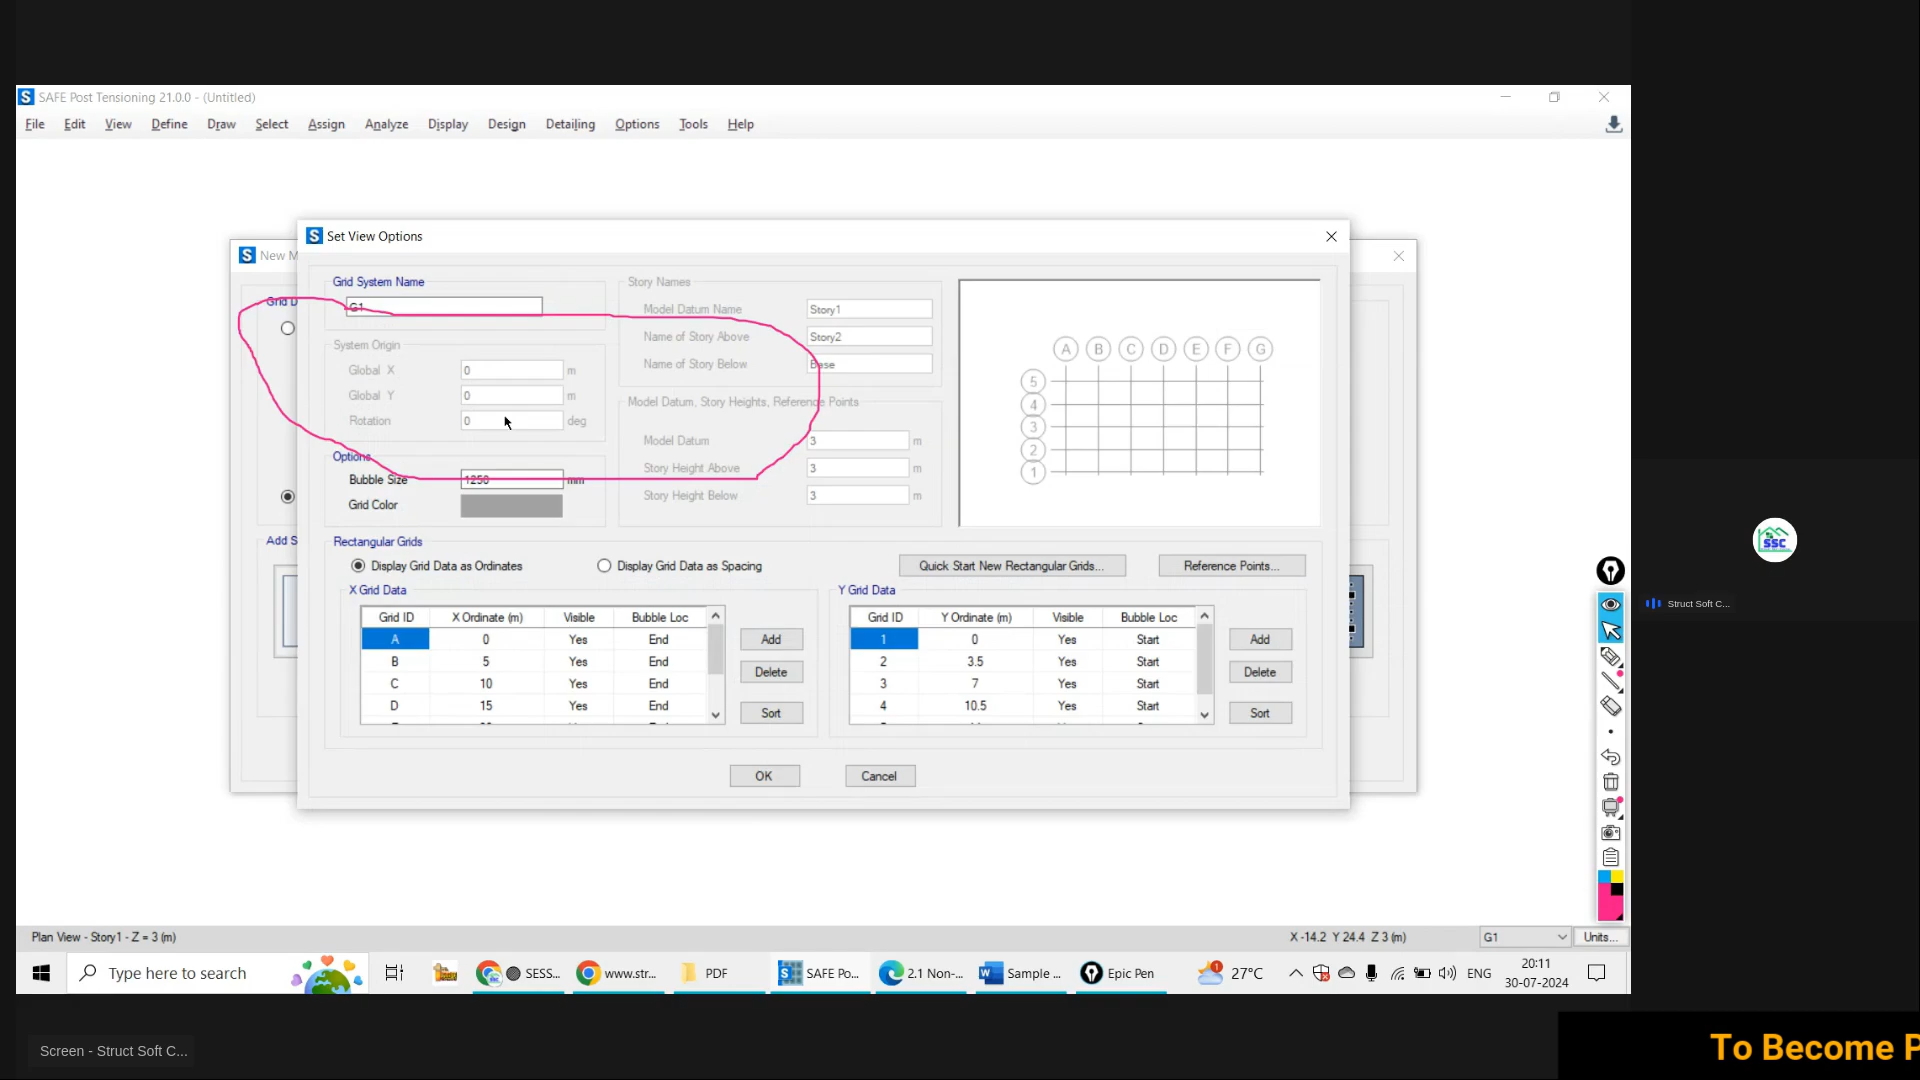 SAFE Post Tensioning 21.0.0 - (Untitled)
File Edit View Define Draw Select Assign Analyze Display Design Detailing Options Tools Help
Set View Options
New M
Grid D
Add S
Grid System Name
G1
System Origin
Global X 0 m
Global Y 0 m
Rotation 0 deg
Options
Bubble Size 1250 mm
Grid Color
Story Names
Model Datum Name Story1
Name of Story Above Story2
Name of Story Below Base
Model Datum, Story Heights, Reference Points
Model Datum 3 m
Story Height Above 3 m
Story Height Below 3 m
A B C D E F G
5
4
3
2
1
Rectangular Grids
Display Grid Data as Ordinates Display Grid Data as Spacing Quick Start New Rectangular Grids... Reference Points...
X Grid Data
Grid ID X Ordinate (m) Visible Bubble Loc
A 0 Yes End
B 5 Yes End
C 10 Yes End
D 15 Yes End
Add
Delete
Sort
Y Grid Data
Grid ID Y Ordinate (m) Visible Bubble Loc
1 0 Yes Start
2 3.5 Yes Start
3 7 Yes Start
4 10.5 Yes Start
Add
Delete
Sort
OK Cancel
SSC
Struct Soft C...
Plan View - Story1 - Z = 3 (m)
X -14.2 Y 24.4 Z 3 (m) G1 Units...
Type here to search
SESS... www.str... PDF SAFE Po... 2.1 Non-... Sample ... Epic Pen
1 27°C ENG
20:11
30-07-2024
Screen - Struct Soft C...
To Become